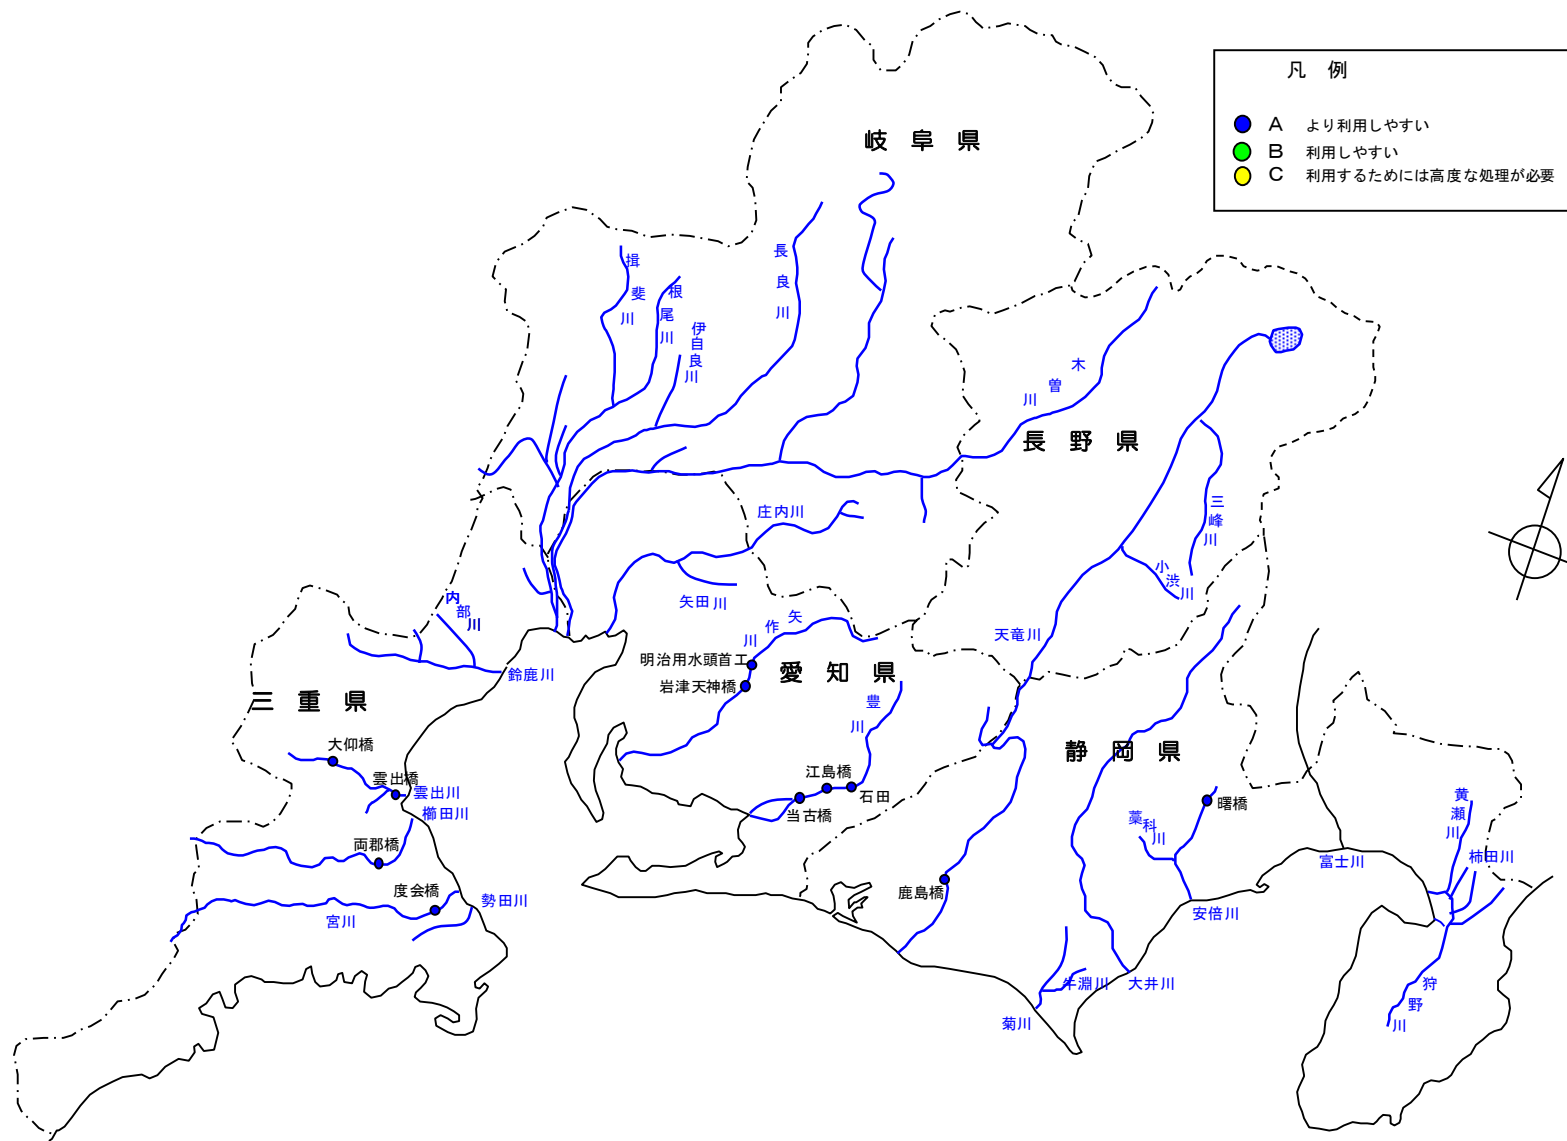 凡 例
A より利用しやすい
B 利用しやすい
C 利用するためには高度な処理が必要
岐 阜 県
揖斐川
根尾川
伊自良川
長良川
木曽川
長 野 県
三峰川
小渋川
天竜川
庄内川
矢田川
矢作川
明治用水頭首工
岩津天神橋
愛 知 県
豊川
江島橋
石田
当古橋
内部川
鈴鹿川
三 重 県
大仰橋
雲出橋
雲出川
櫛田川
両郡橋
度会橋
勢田川
宮川
静 岡 県
曙橋
藁科川
安倍川
鹿島橋
牛淵川
大井川
菊川
富士川
黄瀬川
柿田川
狩野川